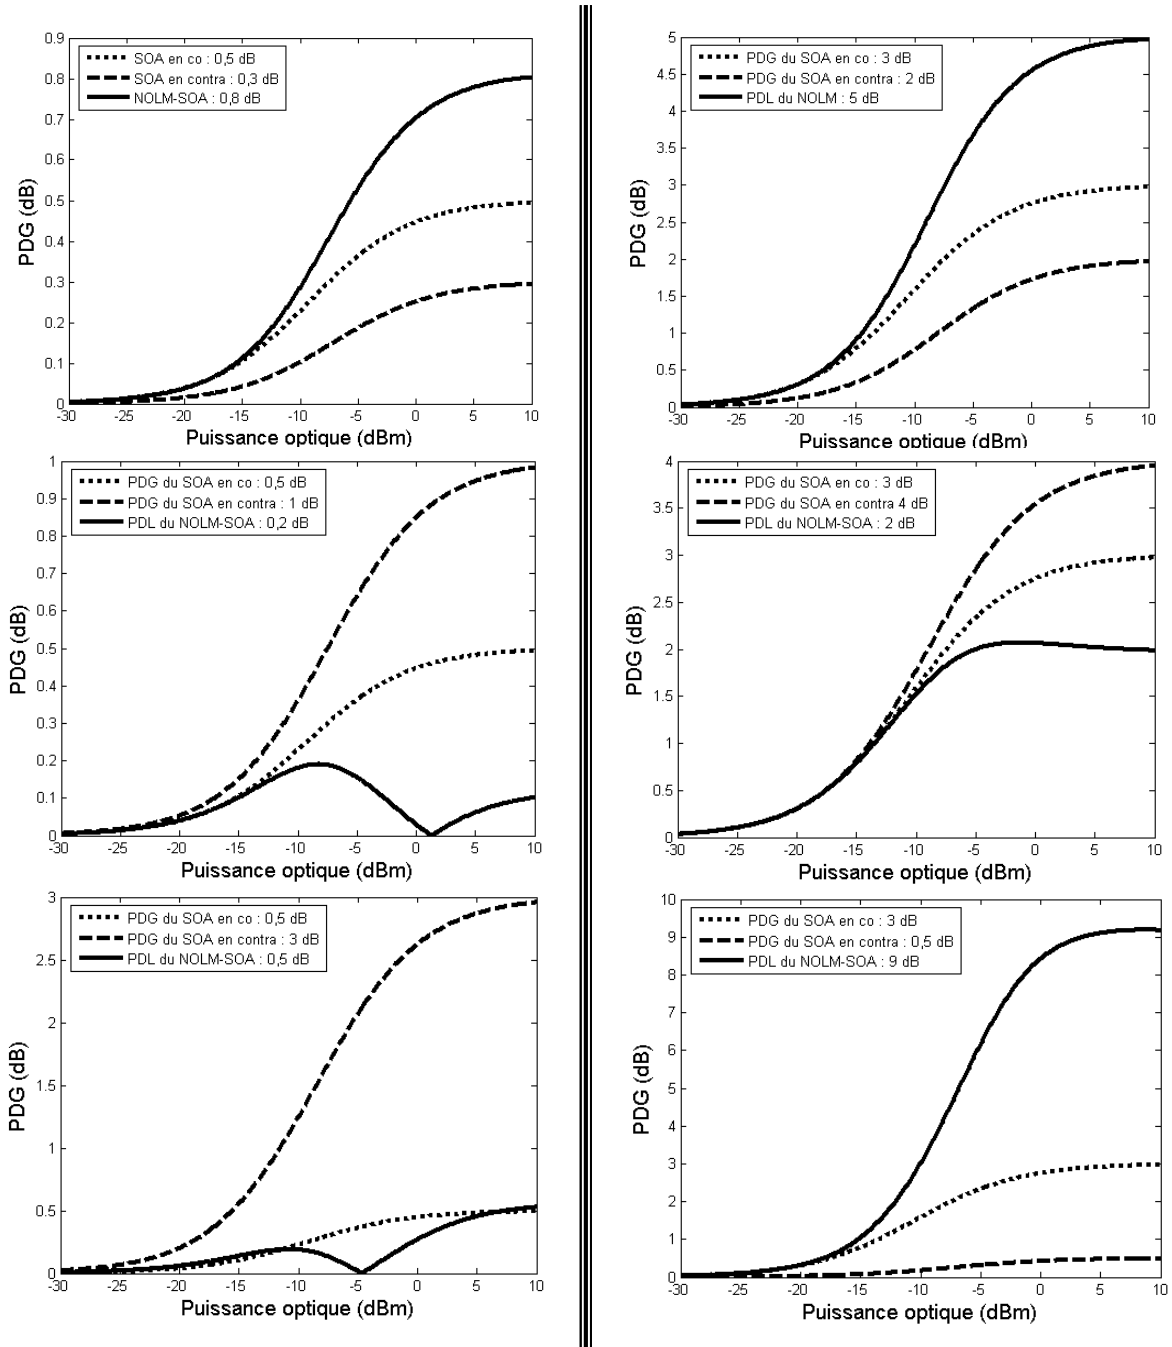 0.9
0.8
0.7
0.6
0.5
0.4
0.3
0.2
0.1
0
PDG (dB)
SOA en co : 0,5 dB
SOA en contra : 0,3 dB
NOLM-SOA : 0,8 dB
-30 -25 -20 -15 -10 -5 0 5 10
Puissance optique (dBm)
5
4.5
4
3.5
3
2.5
2
1.5
1
0.5
0
PDG (dB)
PDG du SOA en co : 3 dB
PDG du SOA en contra : 2 dB
PDL du NOLM : 5 dB
-30 -25 -20 -15 -10 -5 0 5 10
Puissance optique (dBm)
1
0.9
0.8
0.7
0.6
0.5
0.4
0.3
0.2
0.1
0
PDG (dB)
PDG du SOA en co : 0,5 dB
PDG du SOA en contra : 1 dB
PDL du NOLM-SOA : 0,2 dB
-30 -25 -20 -15 -10 -5 0 5 10
Puissance optique (dBm)
4
3.5
3
2.5
2
1.5
1
0.5
0
PDG (dB)
PDG du SOA en co : 3 dB
PDG du SOA en contra 4 dB
PDL du NOLM-SOA : 2 dB
-30 -25 -20 -15 -10 -5 0 5 10
Puissance optique (dBm)
3
2.5
2
1.5
1
0.5
0
PDG (dB)
PDG du SOA en co : 0,5 dB
PDG du SOA en contra : 3 dB
PDL du NOLM-SOA : 0,5 dB
-30 -25 -20 -15 -10 -5 0 5 10
Puissance optique (dBm)
10
9
8
7
6
5
4
3
2
1
0
PDG (dB)
PDG du SOA en co : 3 dB
PDG du SOA en contra : 0,5 dB
PDL du NOLM-SOA : 9 dB
-30 -25 -20 -15 -10 -5 0 5 10
Puissance optique (dBm)